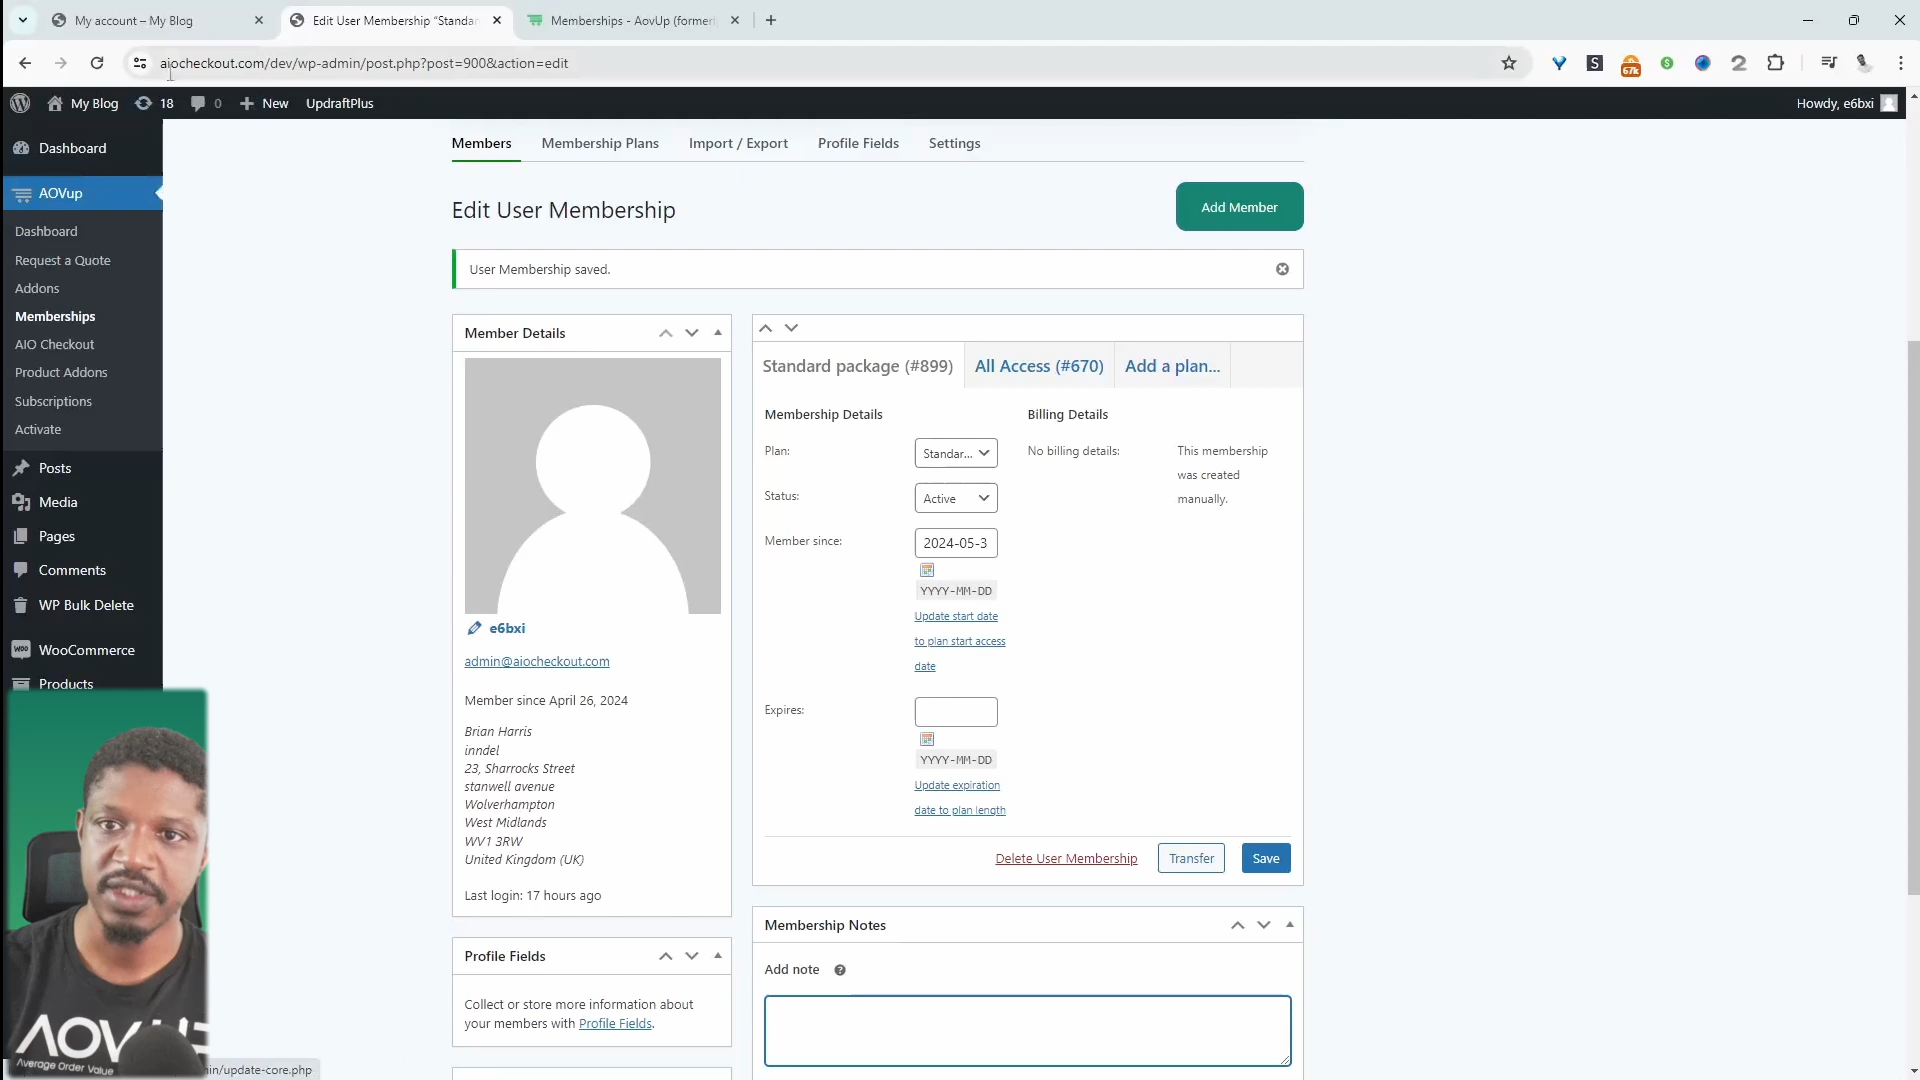 My account – My Blog
Edit User Membership “Standar
Memberships - AovUp (former
aiocheckout.com/dev/wp-admin/post.php?post=900&action=edit
67k
My Blog
18
0
New
UpdraftPlus
Howdy, e6bxi
Dashboard
AOVup
Dashboard
Request a Quote
Addons
Memberships
AIO Checkout
Product Addons
Subscriptions
Activate
Posts
Media
Pages
Comments
WP Bulk Delete
WooCommerce
Products
Members
Membership Plans
Import / Export
Profile Fields
Settings
Edit User Membership
Add Member
User Membership saved.
Member Details
e6bxi
admin@aiocheckout.com
Member since April 26, 2024
Brian Harris
inndel
23, Sharrocks Street
stanwell avenue
Wolverhampton
West Midlands
WV1 3RW
United Kingdom (UK)
Last login: 17 hours ago
Profile Fields
Collect or store more information about
your members with Profile Fields.
Standard package (#899)
All Access (#670)
Add a plan...
Membership Details
Plan:
Standar...
Status:
Active
Member since:
2024-05-3
YYYY-MM-DD
Update start date
to plan start access
date
Expires:
YYYY-MM-DD
Update expiration
date to plan length
Billing Details
No billing details:
This membership
was created
manually.
Delete User Membership
Transfer
Save
Membership Notes
Add note
Average Order Value
min/update-core.php